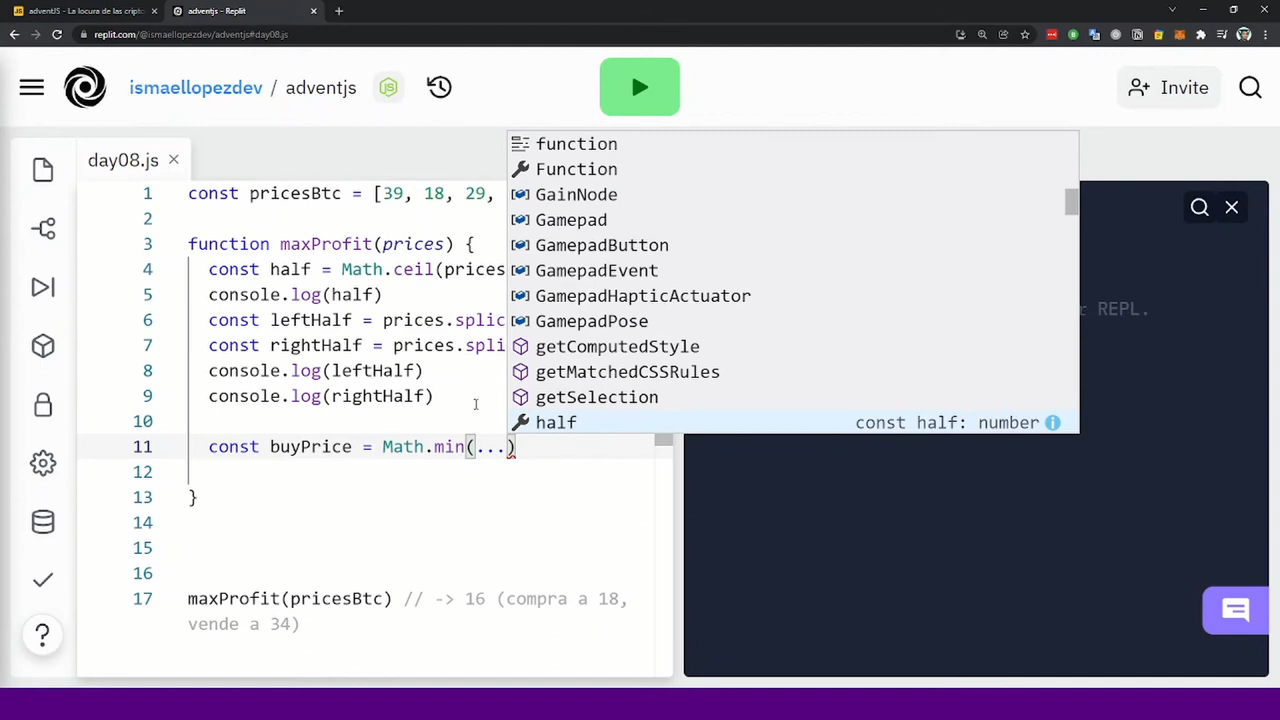 adventJS - La locura de las cripto
adventjs - Replit
replit.com/@ismaellopezdev/adventjs#day08.js
ismaellopezdev / adventjs
Invite
day08.js
1 const pricesBtc = [39, 18, 29,
2
3 function maxProfit(prices) {
4 const half = Math.ceil(prices
5 console.log(half)
6 const leftHalf = prices.splic
7 const rightHalf = prices.spli
8 console.log(leftHalf)
9 console.log(rightHalf)
10
11 const buyPrice = Math.min(...)
12
13 }
14
15
16
17 maxProfit(pricesBtc) // -> 16 (compra a 18,
vende a 34)
function
Function
GainNode
Gamepad
GamepadButton
GamepadEvent
GamepadHapticActuator
GamepadPose
getComputedStyle
getMatchedCSSRules
getSelection
half const half: number
r REPL.
?